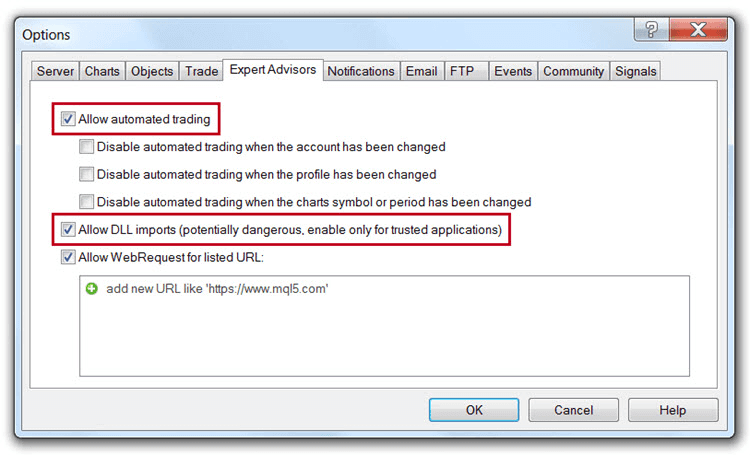 Options
Server Charts Objects Trade Expert Advisors Notifications Email FTP Events Community Signals
Allow automated trading
Disable automated trading when the account has been changed
Disable automated trading when the profile has been changed
Disable automated trading when the charts symbol or period has been changed
Allow DLL imports (potentially dangerous, enable only for trusted applications)
Allow WebRequest for listed URL:
add new URL like 'https://www.mql5.com'
OK Cancel Help